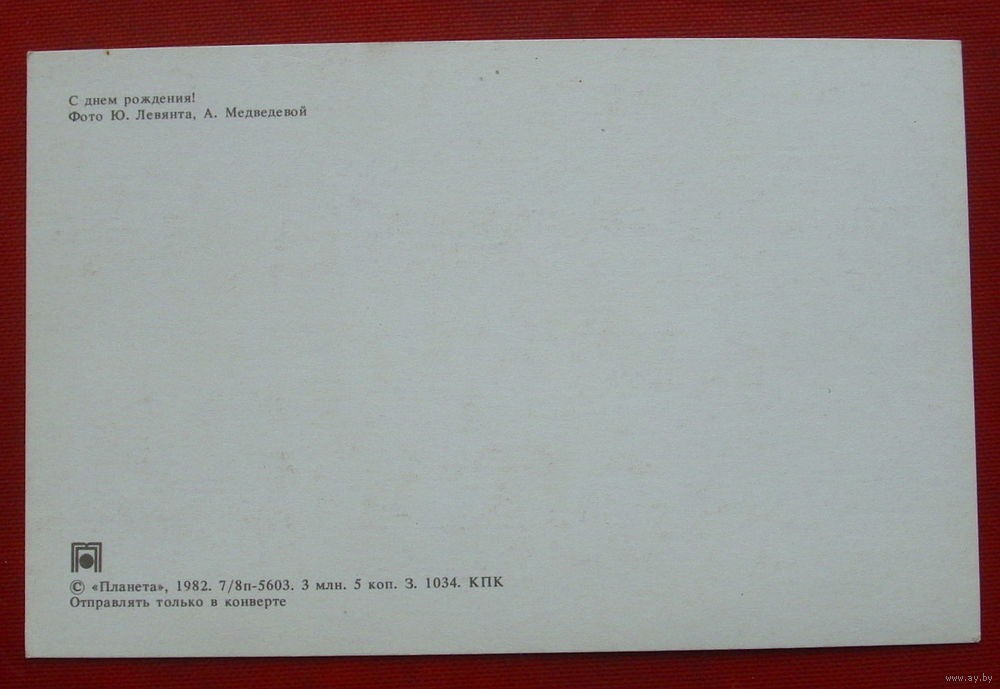 С днем рождения!
Фото Ю. Левянта, А. Медведевой
© «Планета», 1982. 7/8п-5603. 3 млн. 5 коп. З. 1034. КПК
Отправлять только в конверте
www.ay.by